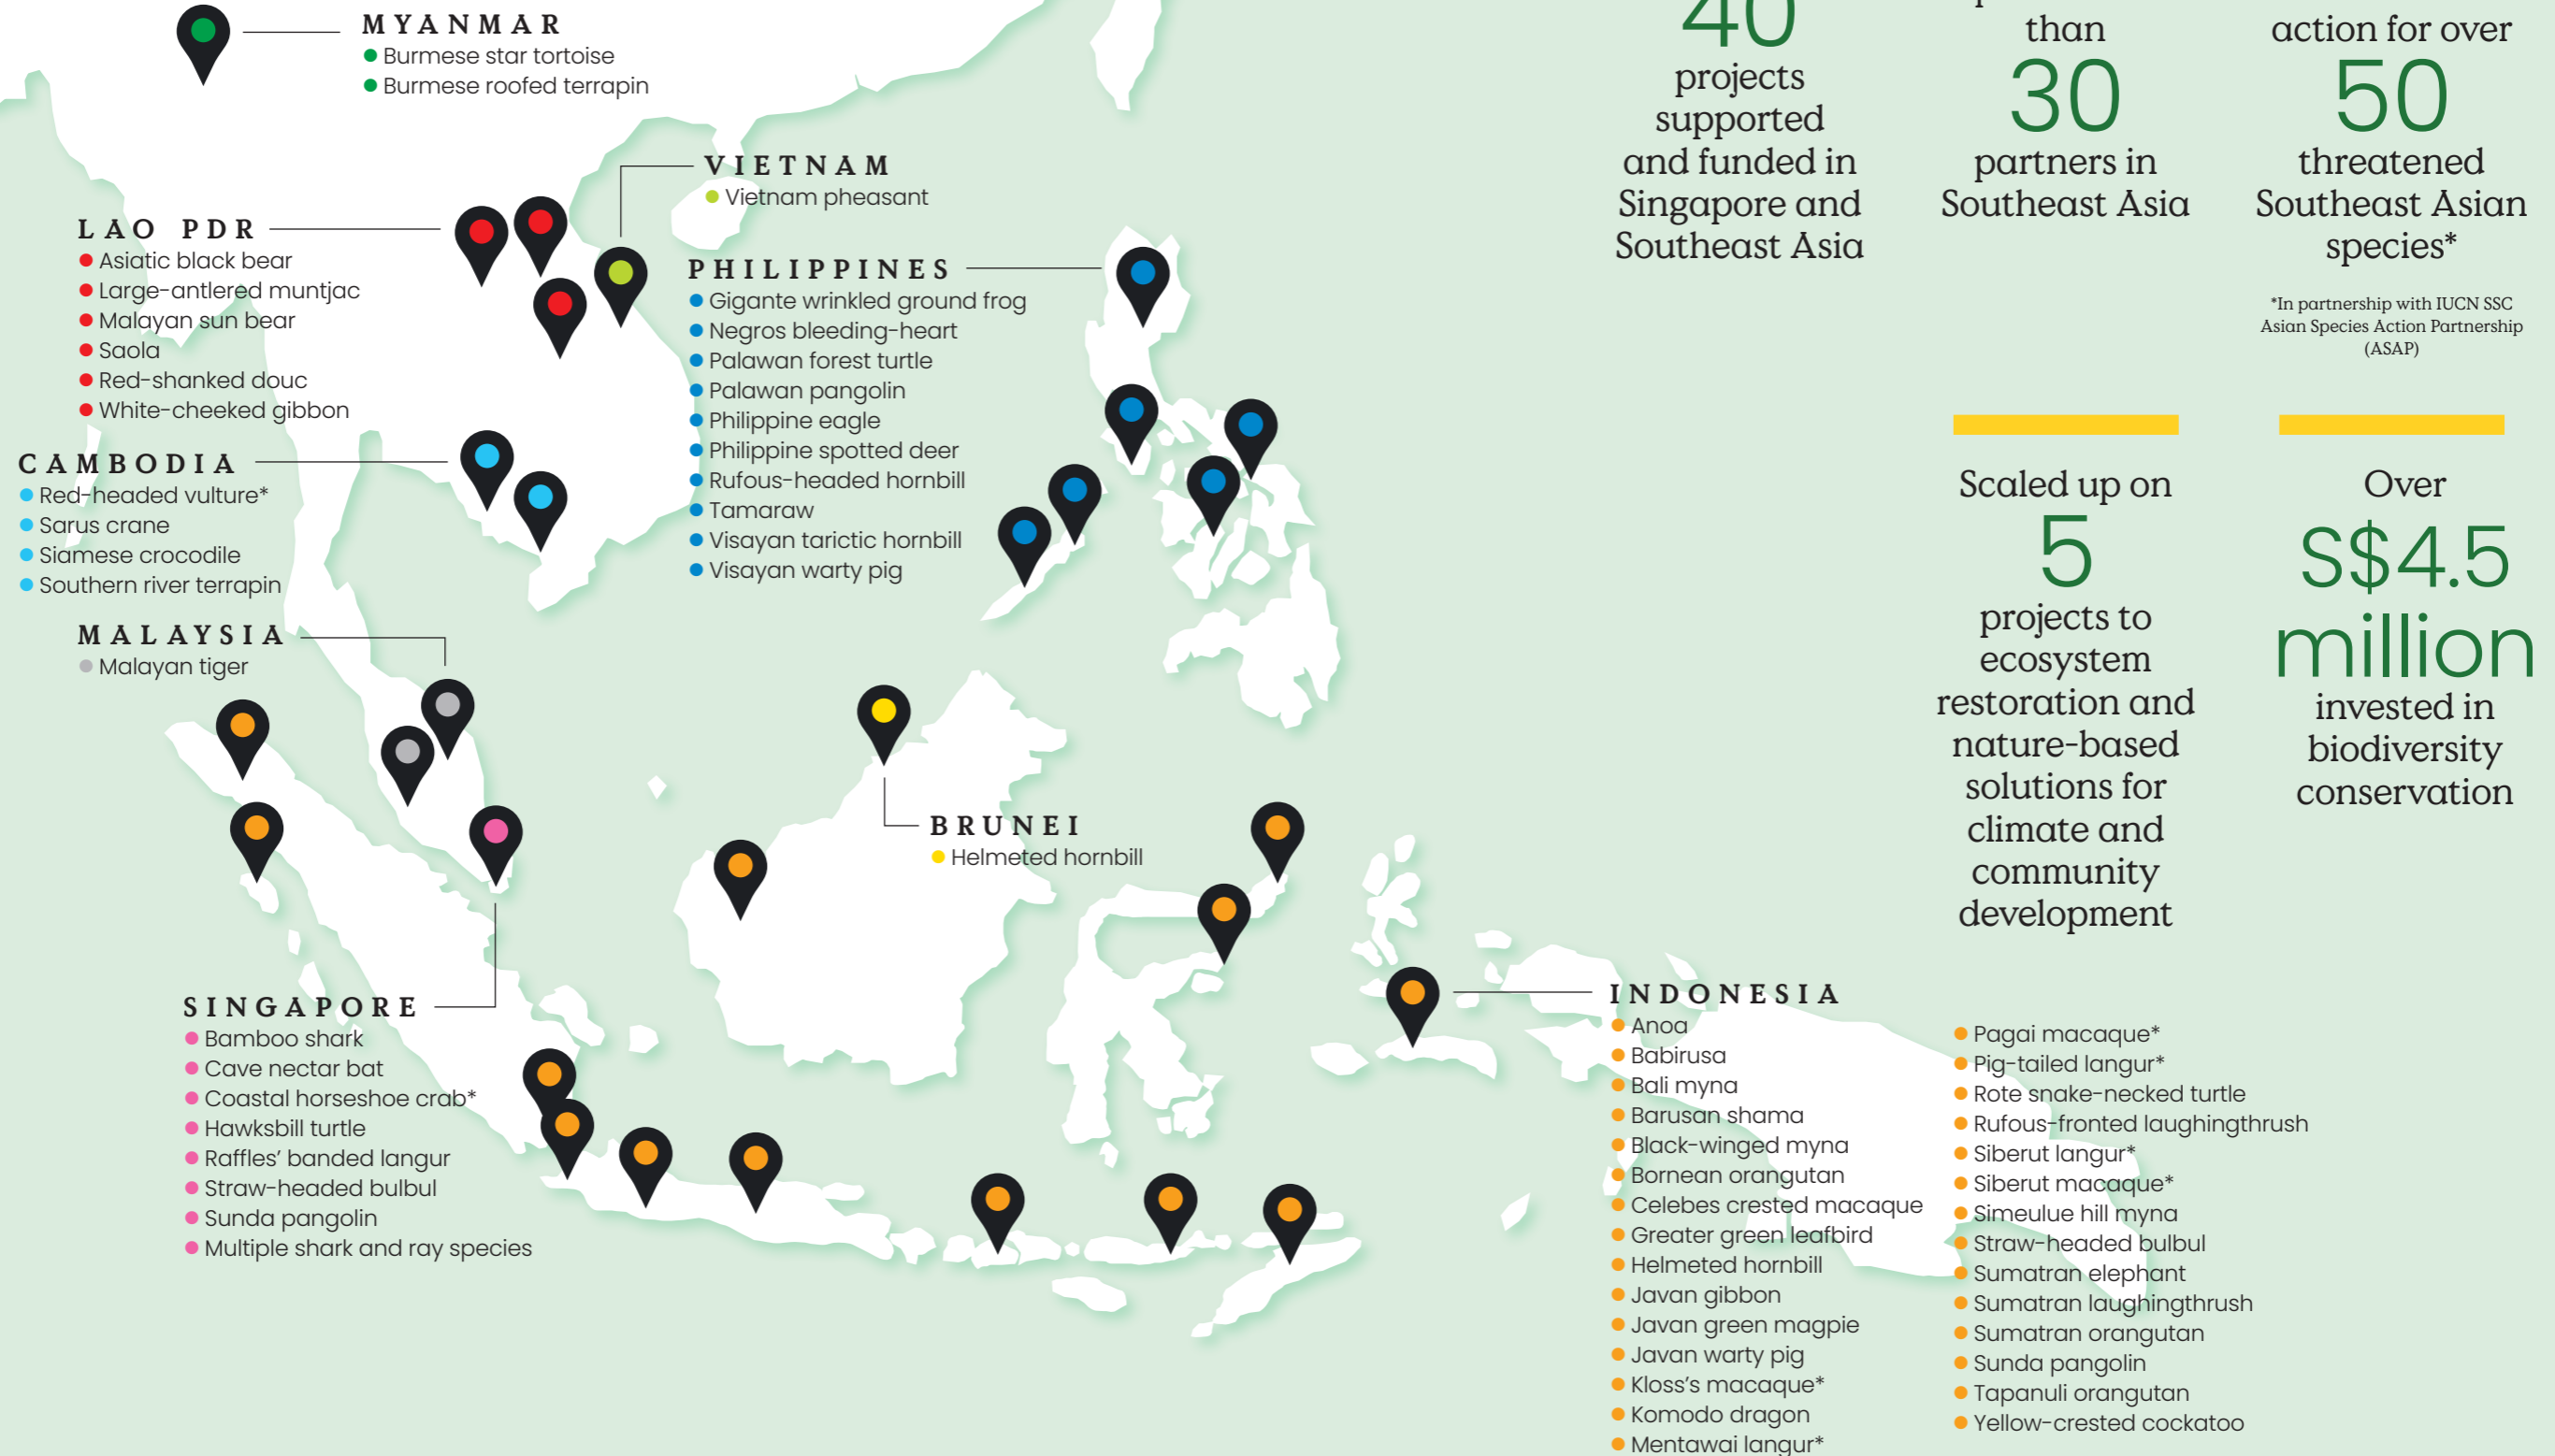 MYANMAR
Burmese star tortoise
Burmese roofed terrapin
VIETNAM
Vietnam pheasant
LAO PDR
Asiatic black bear
Large-antlered muntjac
Malayan sun bear
Saola
Red-shanked douc
White-cheeked gibbon
PHILIPPINES
Gigante wrinkled ground frog
Negros bleeding-heart
Palawan forest turtle
Palawan pangolin
Philippine eagle
Philippine spotted deer
Rufous-headed hornbill
Tamaraw
Visayan tarictic hornbill
Visayan warty pig
CAMBODIA
Red-headed vulture*
Sarus crane
Siamese crocodile
Southern river terrapin
MALAYSIA
Malayan tiger
BRUNEI
Helmeted hornbill
SINGAPORE
Bamboo shark
Cave nectar bat
Coastal horseshoe crab*
Hawksbill turtle
Raffles’ banded langur
Straw-headed bulbul
Sunda pangolin
Multiple shark and ray species
INDONESIA
Anoa
Babirusa
Bali myna
Barusan shama
Black-winged myna
Bornean orangutan
Celebes crested macaque
Greater green leafbird
Helmeted hornbill
Javan gibbon
Javan green magpie
Javan warty pig
Kloss’s macaque*
Komodo dragon
Mentawai langur*
Pagai macaque*
Pig-tailed langur*
Rote snake-necked turtle
Rufous-fronted laughingthrush
Siberut langur*
Siberut macaque*
Simeulue hill myna
Straw-headed bulbul
Sumatran elephant
Sumatran laughingthrush
Sumatran orangutan
Sunda pangolin
Tapanuli orangutan
Yellow-crested cockatoo
40
projects
supported
and funded in
Singapore and
Southeast Asia
than
30
partners in
Southeast Asia
action for over
50
threatened
Southeast Asian
species*
*In partnership with IUCN SSC
Asian Species Action Partnership
(ASAP)
Scaled up on
5
projects to
ecosystem
restoration and
nature-based
solutions for
climate and
community
development
Over
S$4.5
million
invested in
biodiversity
conservation